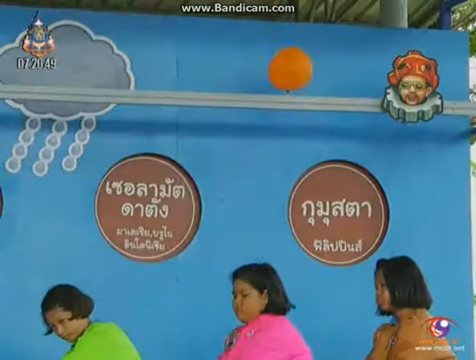 www.Bandicam.com
07:20:49
เซอลามัต
ดาตัง
มาเลเซีย,บรูไน
อินโดนีเซีย
กุมุสตา
ฟิลิปปินส์
www.mcot.net